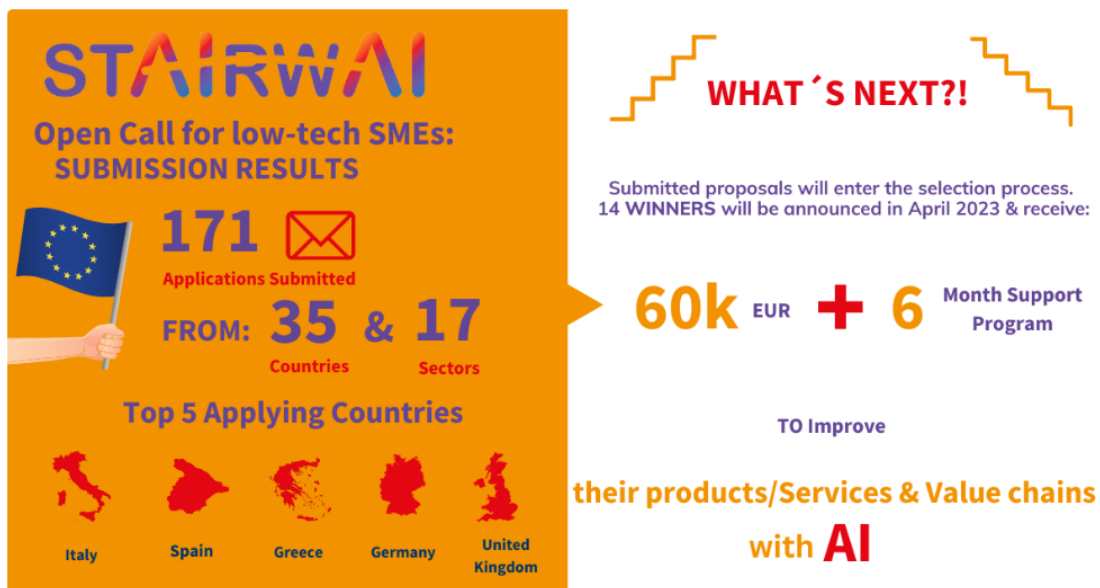 STAIRWAI
Open Call for low-tech SMEs:
SUBMISSION RESULTS
171
Applications Submitted
FROM: 35 & 17
Countries
Sectors
Top 5 Applying Countries
Italy
Spain
Greece
Germany
United
Kingdom
WHAT ´S NEXT?!
Submitted proposals will enter the selection process.
14 WINNERS will be announced in April 2023 & receive:
60k EUR + 6 Month Support
Program
TO Improve
their products/Services & Value chains
with AI